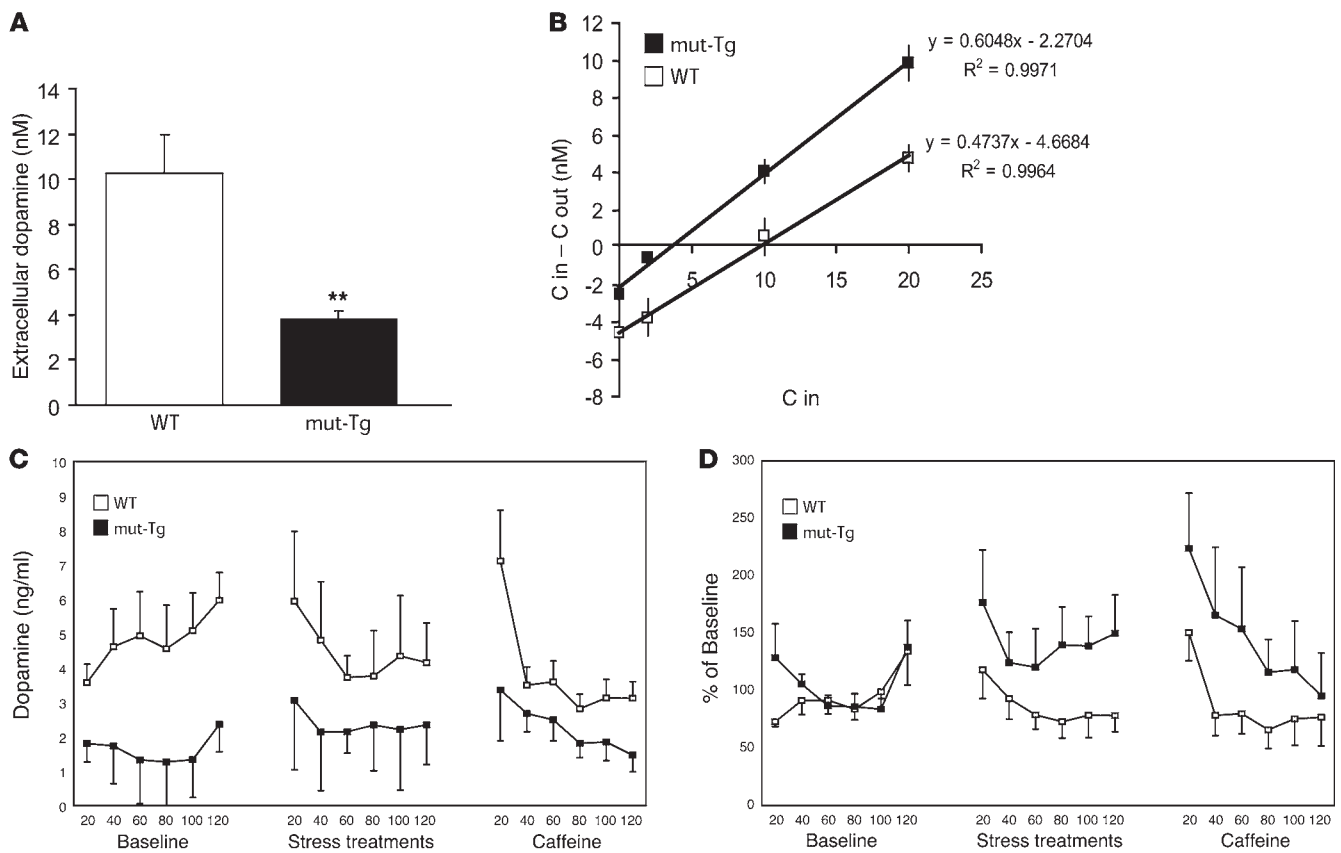 A
Extracellular dopamine (nM)
14
12
10
8
6
4
2
0
**
WT
mut-Tg
B
mut-Tg
WT
C in – C out (nM)
12
10
8
6
4
2
0
-2
-4
-6
-8
5 10 15 20 25
C in
y = 0.6048x - 2.2704
R² = 0.9971
y = 0.4737x - 4.6684
R² = 0.9964
C
WT
mut-Tg
Dopamine (ng/ml)
10
9
8
7
6
5
4
3
2
1
0
20 40 60 80 100 120 20 40 60 80 100 120 20 40 60 80 100 120
Baseline Stress treatments Caffeine
D
WT
mut-Tg
% of Baseline
300
250
200
150
100
50
0
20 40 60 80 100 120 20 40 60 80 100 120 20 40 60 80 100 120
Baseline Stress treatments Caffeine